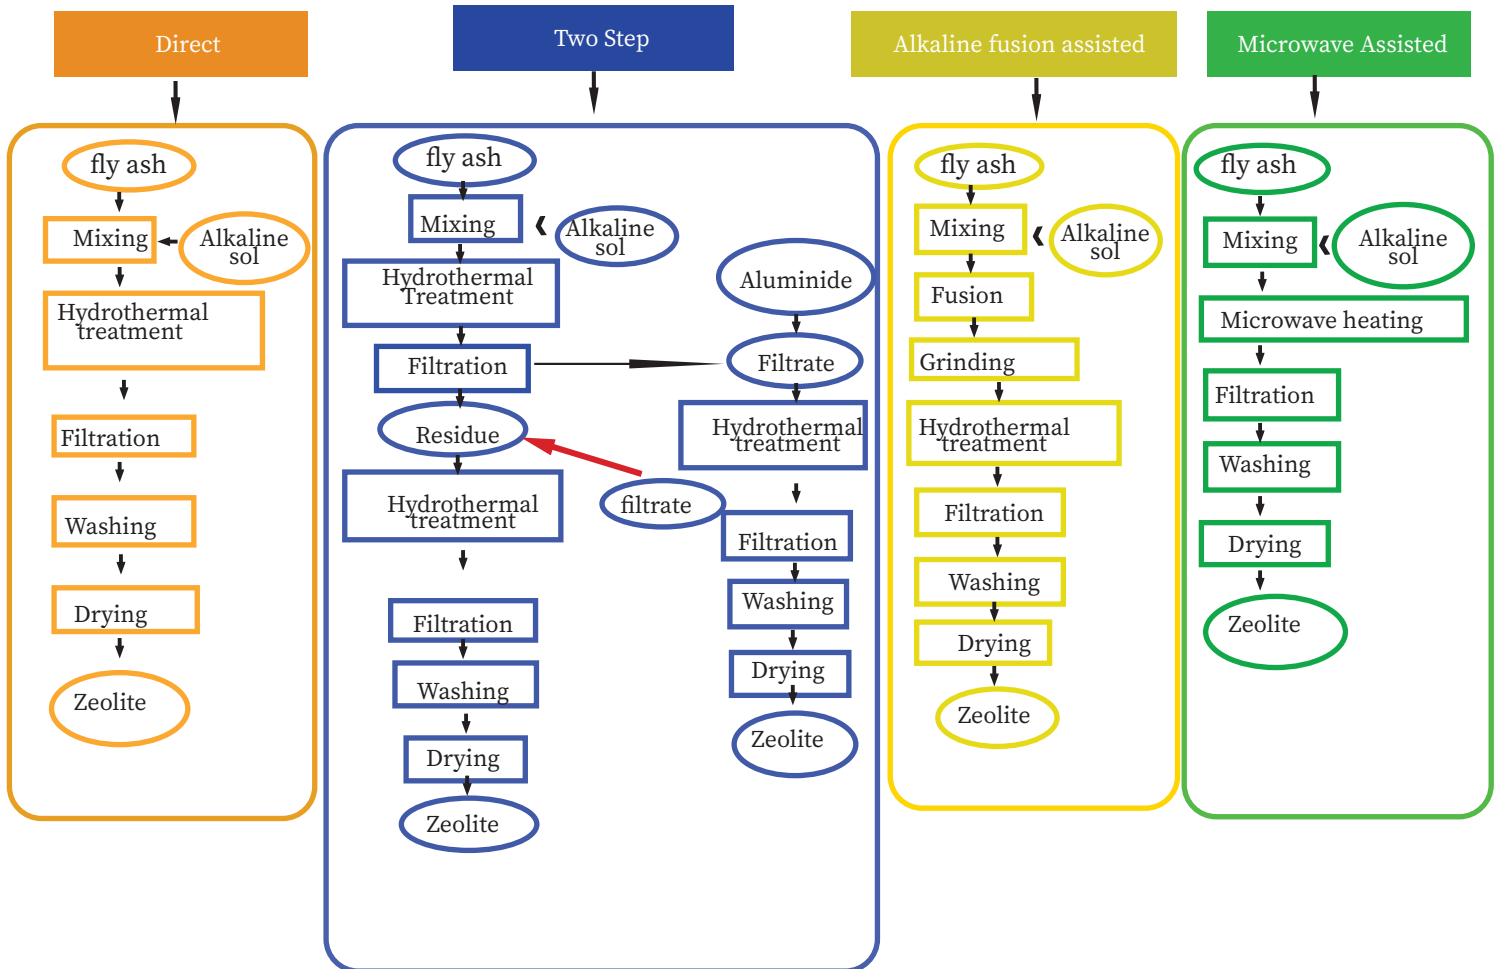 Direct
Two Step
Alkaline fusion assisted
Microwave Assisted
fly ash
Mixing
Alkaline
sol
Hydrothermal
treatment
Filtration
Washing
Drying
Zeolite
fly ash
Mixing
Alkaline
sol
Hydrothermal
Treatment
Filtration
Residue
Hydrothermal
treatment
filtrate
Filtration
Washing
Drying
Zeolite
Aluminide
Filtrate
Hydrothermal
treatment
Filtration
Washing
Drying
Zeolite
fly ash
Mixing
Alkaline
sol
Fusion
Grinding
Hydrothermal
treatment
Filtration
Washing
Drying
Zeolite
fly ash
Mixing
Alkaline
sol
Microwave heating
Filtration
Washing
Drying
Zeolite